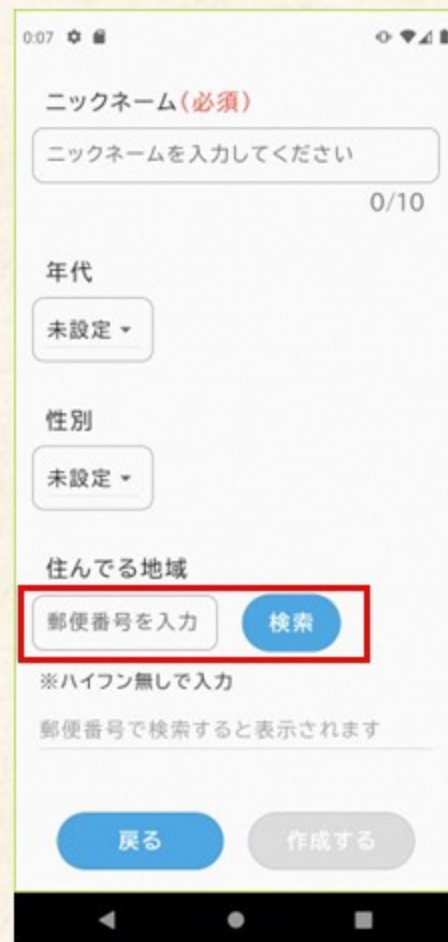 0:07
ニックネーム(必須)
ニックネームを入力してください
0/10
年代
未設定
性別
未設定
住んでる地域
郵便番号を入力
検索
※ハイフン無しで入力
郵便番号で検索すると表示されます
戻る
作成する